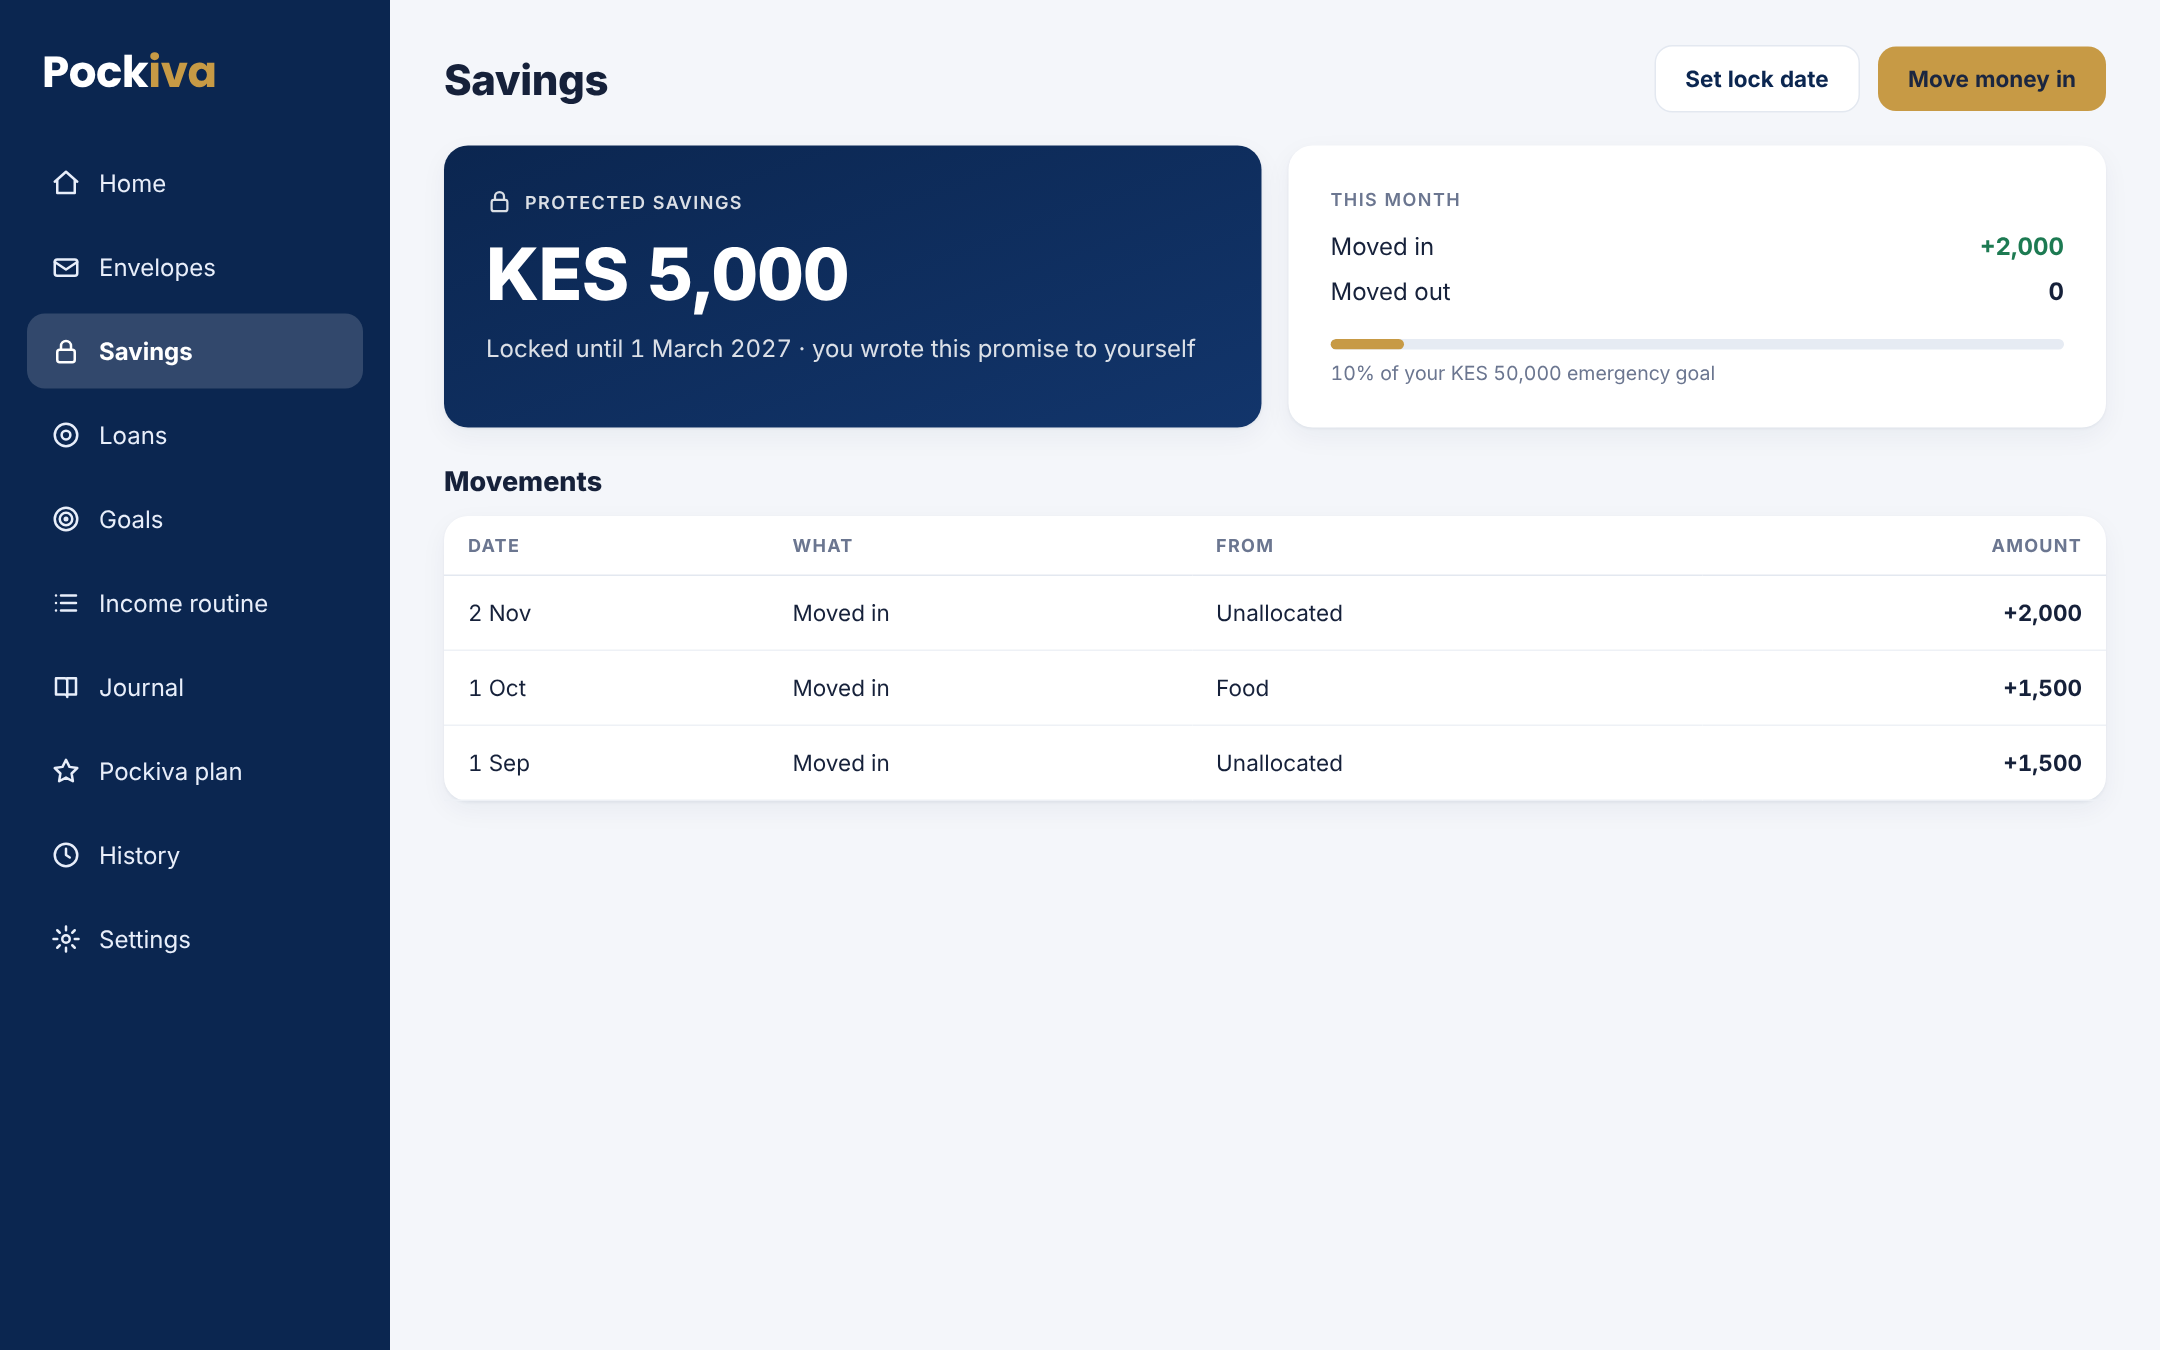 Pockiva
Home
Envelopes
Savings
Loans
Goals
Income routine
Journal
Pockiva plan
History
Settings
Savings
Set lock date
Move money in
PROTECTED SAVINGS
KES 5,000
Locked until 1 March 2027 · you wrote this promise to yourself
THIS MONTH
Moved in +2,000
Moved out 0
10% of your KES 50,000 emergency goal
Movements
DATE WHAT FROM AMOUNT
2 Nov Moved in Unallocated +2,000
1 Oct Moved in Food +1,500
1 Sep Moved in Unallocated +1,500